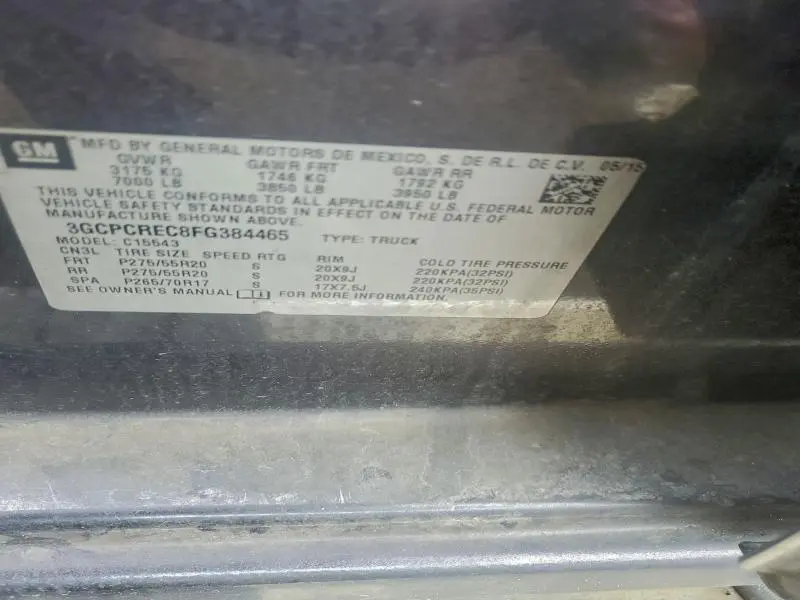 GM
MFD BY GENERAL MOTORS DE MEXICO, S. DE R.L. DE C.V. 05/15
GVWR GAWR FRT GAWR RR
3175 KG 1746 KG 1792 KG
7000 LB 3850 LB 3950 LB
THIS VEHICLE CONFORMS TO ALL APPLICABLE U.S. FEDERAL MOTOR
VEHICLE SAFETY STANDARDS IN EFFECT ON THE DATE OF
MANUFACTURE SHOWN ABOVE.
3GCPCREC8FG384465 TYPE: TRUCK
MODEL: C15543
CN3L TIRE SIZE SPEED RTG RIM COLD TIRE PRESSURE
FRT P275/55R20 S 20X9J 220KPA(32PSI)
RR P275/55R20 S 20X9J 220KPA(32PSI)
SPA P265/70R17 S 17X7.5J 240KPA(35PSI)
SEE OWNER'S MANUAL FOR MORE INFORMATION.